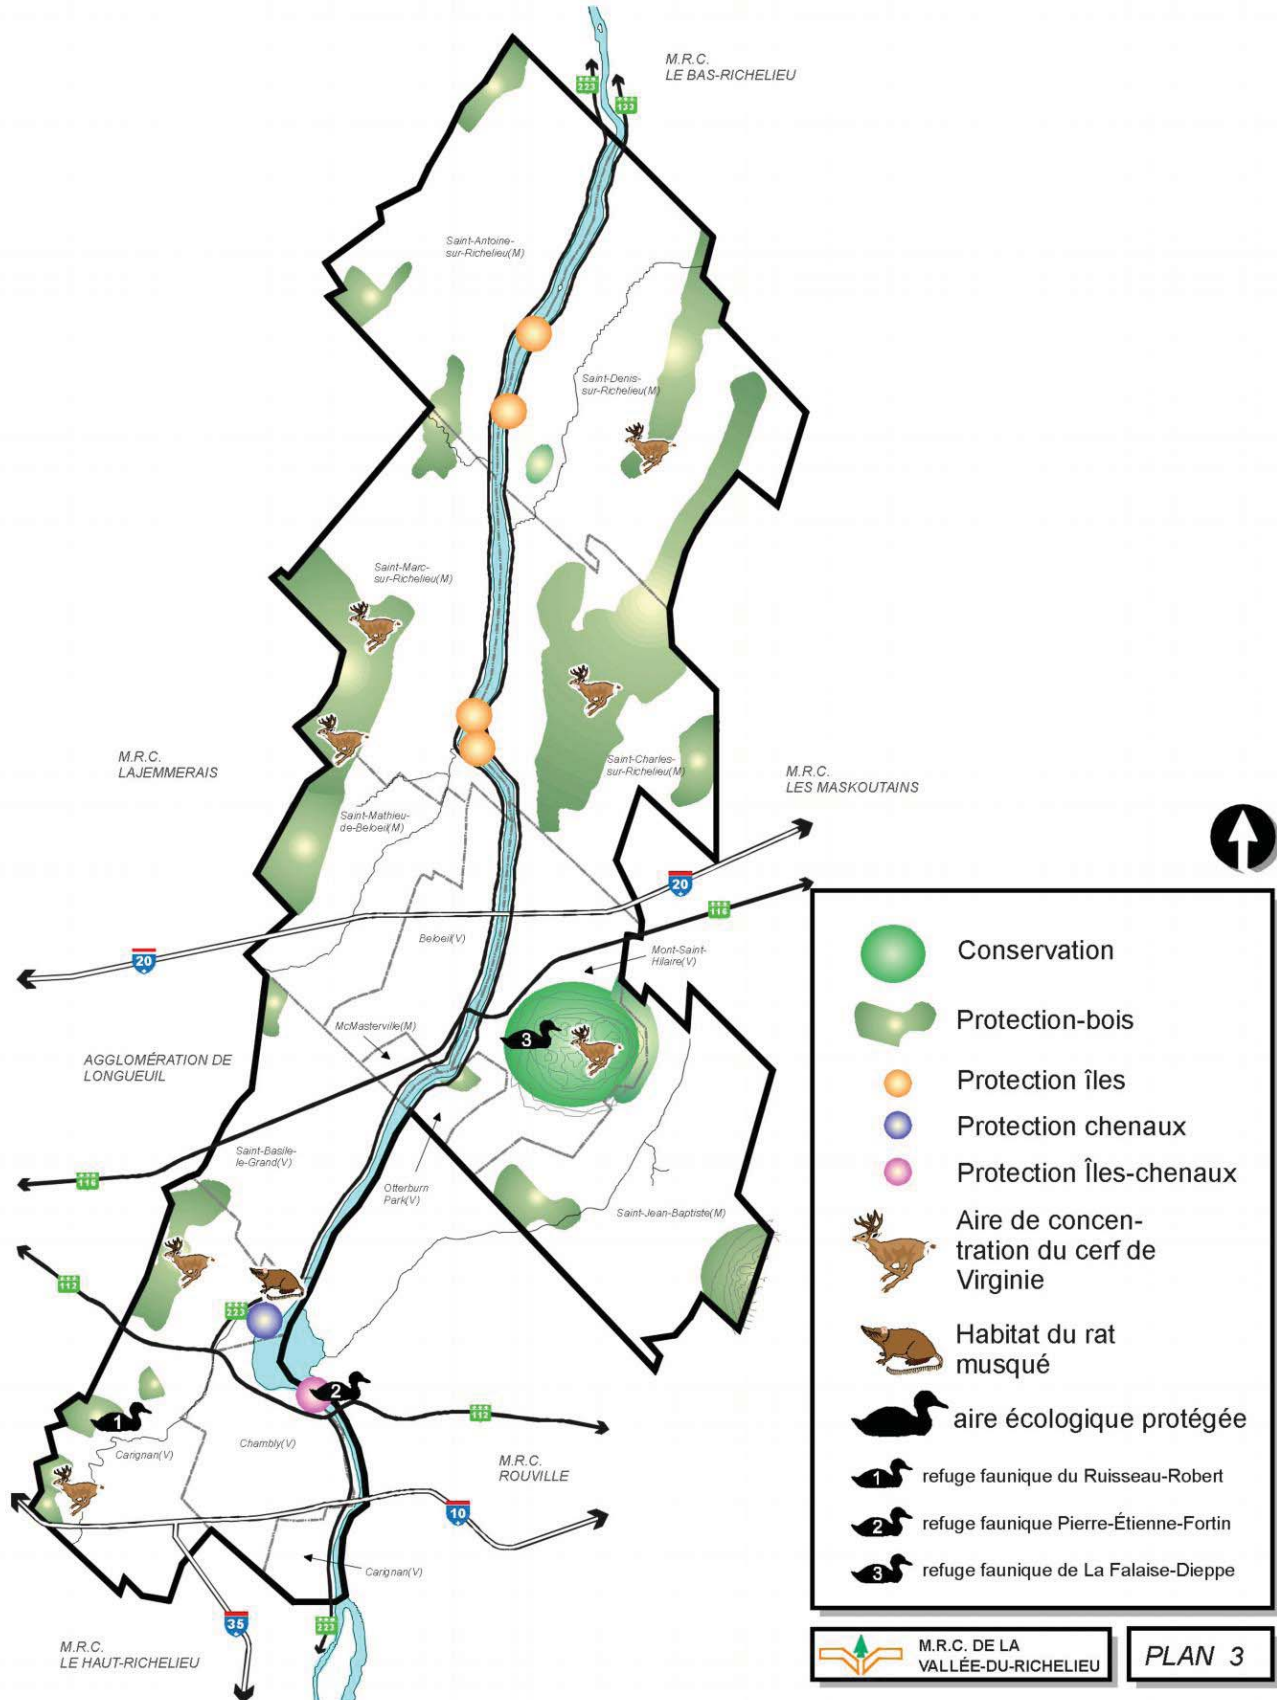 M.R.C.
LE BAS-RICHELIEU
223
133
Saint-Antoine-
sur-Richelieu(M)
Saint-Denis-
sur-Richelieu(M)
Saint-Marc-
sur-Richelieu(M)
M.R.C.
LAJEMMERAIS
Saint-Charles-
sur-Richelieu(M)
M.R.C.
LES MASKOUTAINS
Saint-Mathieu-
de-Beloeil(M)
20
116
20
Beloeil(V)
Mont-Saint-
Hilaire(V)
McMasterville(M)
3
AGGLOMÉRATION DE
LONGUEUIL
Saint-Basile-
le-Grand(V)
116
Otterburn
Park(V)
Saint-Jean-Baptiste(M)
112
223
2
1
112
Chambly(V)
Carignan(V)
M.R.C.
ROUVILLE
10
Carignan(V)
35
223
M.R.C.
LE HAUT-RICHELIEU
Conservation
Protection-bois
Protection îles
Protection chenaux
Protection Îles-chenaux
Aire de concen-
tration du cerf de
Virginie
Habitat du rat
musqué
aire écologique protégée
1 refuge faunique du Ruisseau-Robert
2 refuge faunique Pierre-Étienne-Fortin
3 refuge faunique de La Falaise-Dieppe
M.R.C. DE LA
VALLÉE-DU-RICHELIEU
PLAN 3